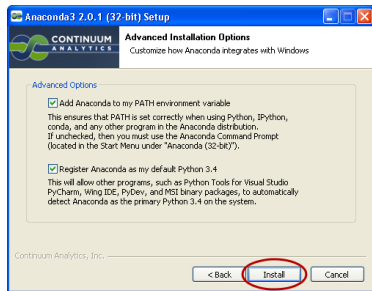 Anaconda3 2.0.1 (32-bit) Setup
CONTINUUM
ANALYTICS
Advanced Installation Options
Customize how Anaconda integrates with Windows
Advanced Options
Add Anaconda to my PATH environment variable
This ensures that PATH is set correctly when using Python, IPython,
conda, and any other program in the Anaconda distribution.
If unchecked, then you must use the Anaconda Command Prompt
(located in the Start Menu under "Anaconda (32-bit)").
Register Anaconda as my default Python 3.4
This will allow other programs, such as Python Tools for Visual Studio
PyCharm, Wing IDE, PyDev, and MSI binary packages, to automatically
detect Anaconda as the primary Python 3.4 on the system.
Continuum Analytics, Inc.
< Back Install Cancel